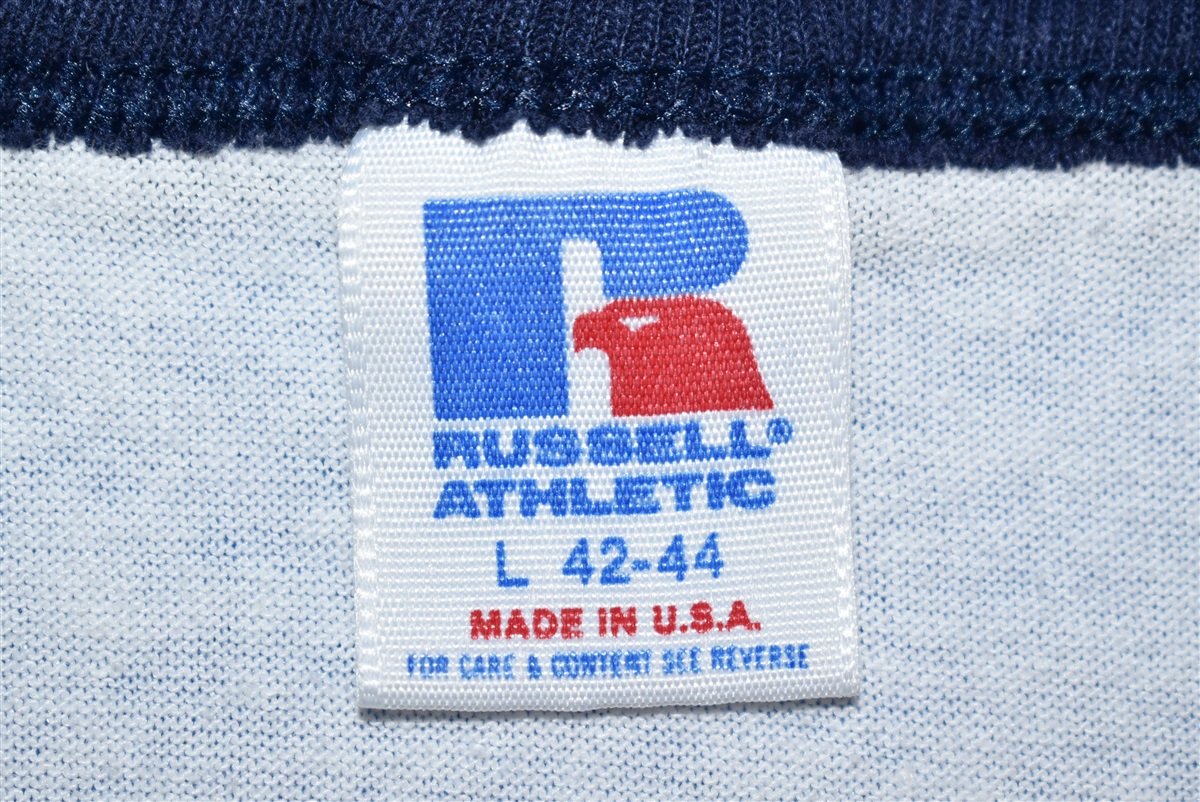 R
RUSSELL®
ATHLETIC
L 42-44
MADE IN U.S.A.
FOR CARE & CONTENT SEE REVERSE